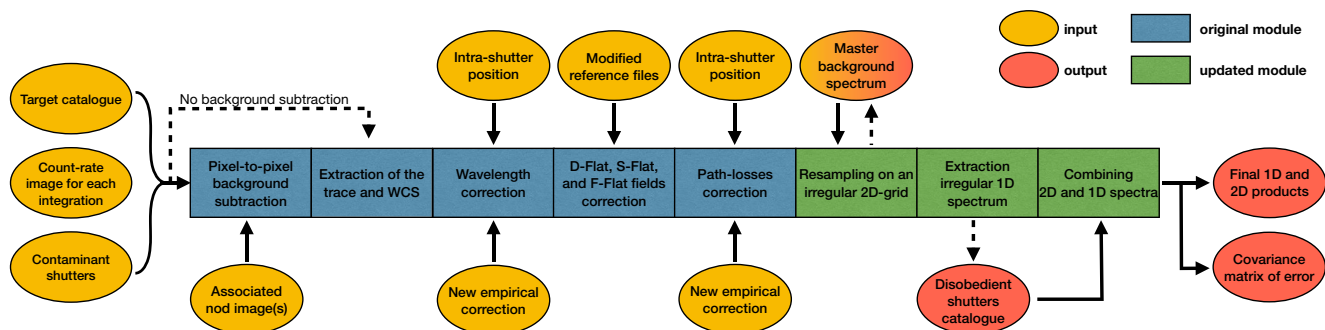 input
original module
output
updated module
Intra-shutter
position
Modified
reference files
Intra-shutter
position
Master
background
spectrum
Target catalogue
No background subtraction
Count-rate
image for each
integration
Contaminant
shutters
Pixel-to-pixel
background
subtraction
Extraction of the
trace and WCS
Wavelength
correction
D-Flat, S-Flat,
and F-Flat fields
correction
Path-losses
correction
Resampling on an
irregular 2D-grid
Extraction
irregular 1D
spectrum
Combining
2D and 1D spectra
Final 1D and
2D products
Covariance
matrix of error
Associated
nod image(s)
New empirical
correction
New empirical
correction
Disobedient
shutters
catalogue